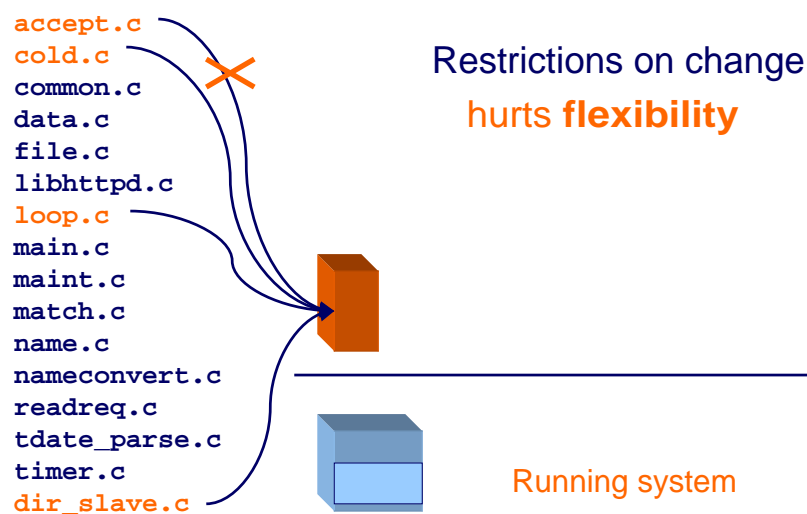 accept.c
cold.c
common.c
data.c
file.c
libhttpd.c
loop.c
main.c
maint.c
match.c
name.c
nameconvert.c
readreq.c
tdate_parse.c
timer.c
dir_slave.c
Restrictions on change
hurts flexibility
Running system